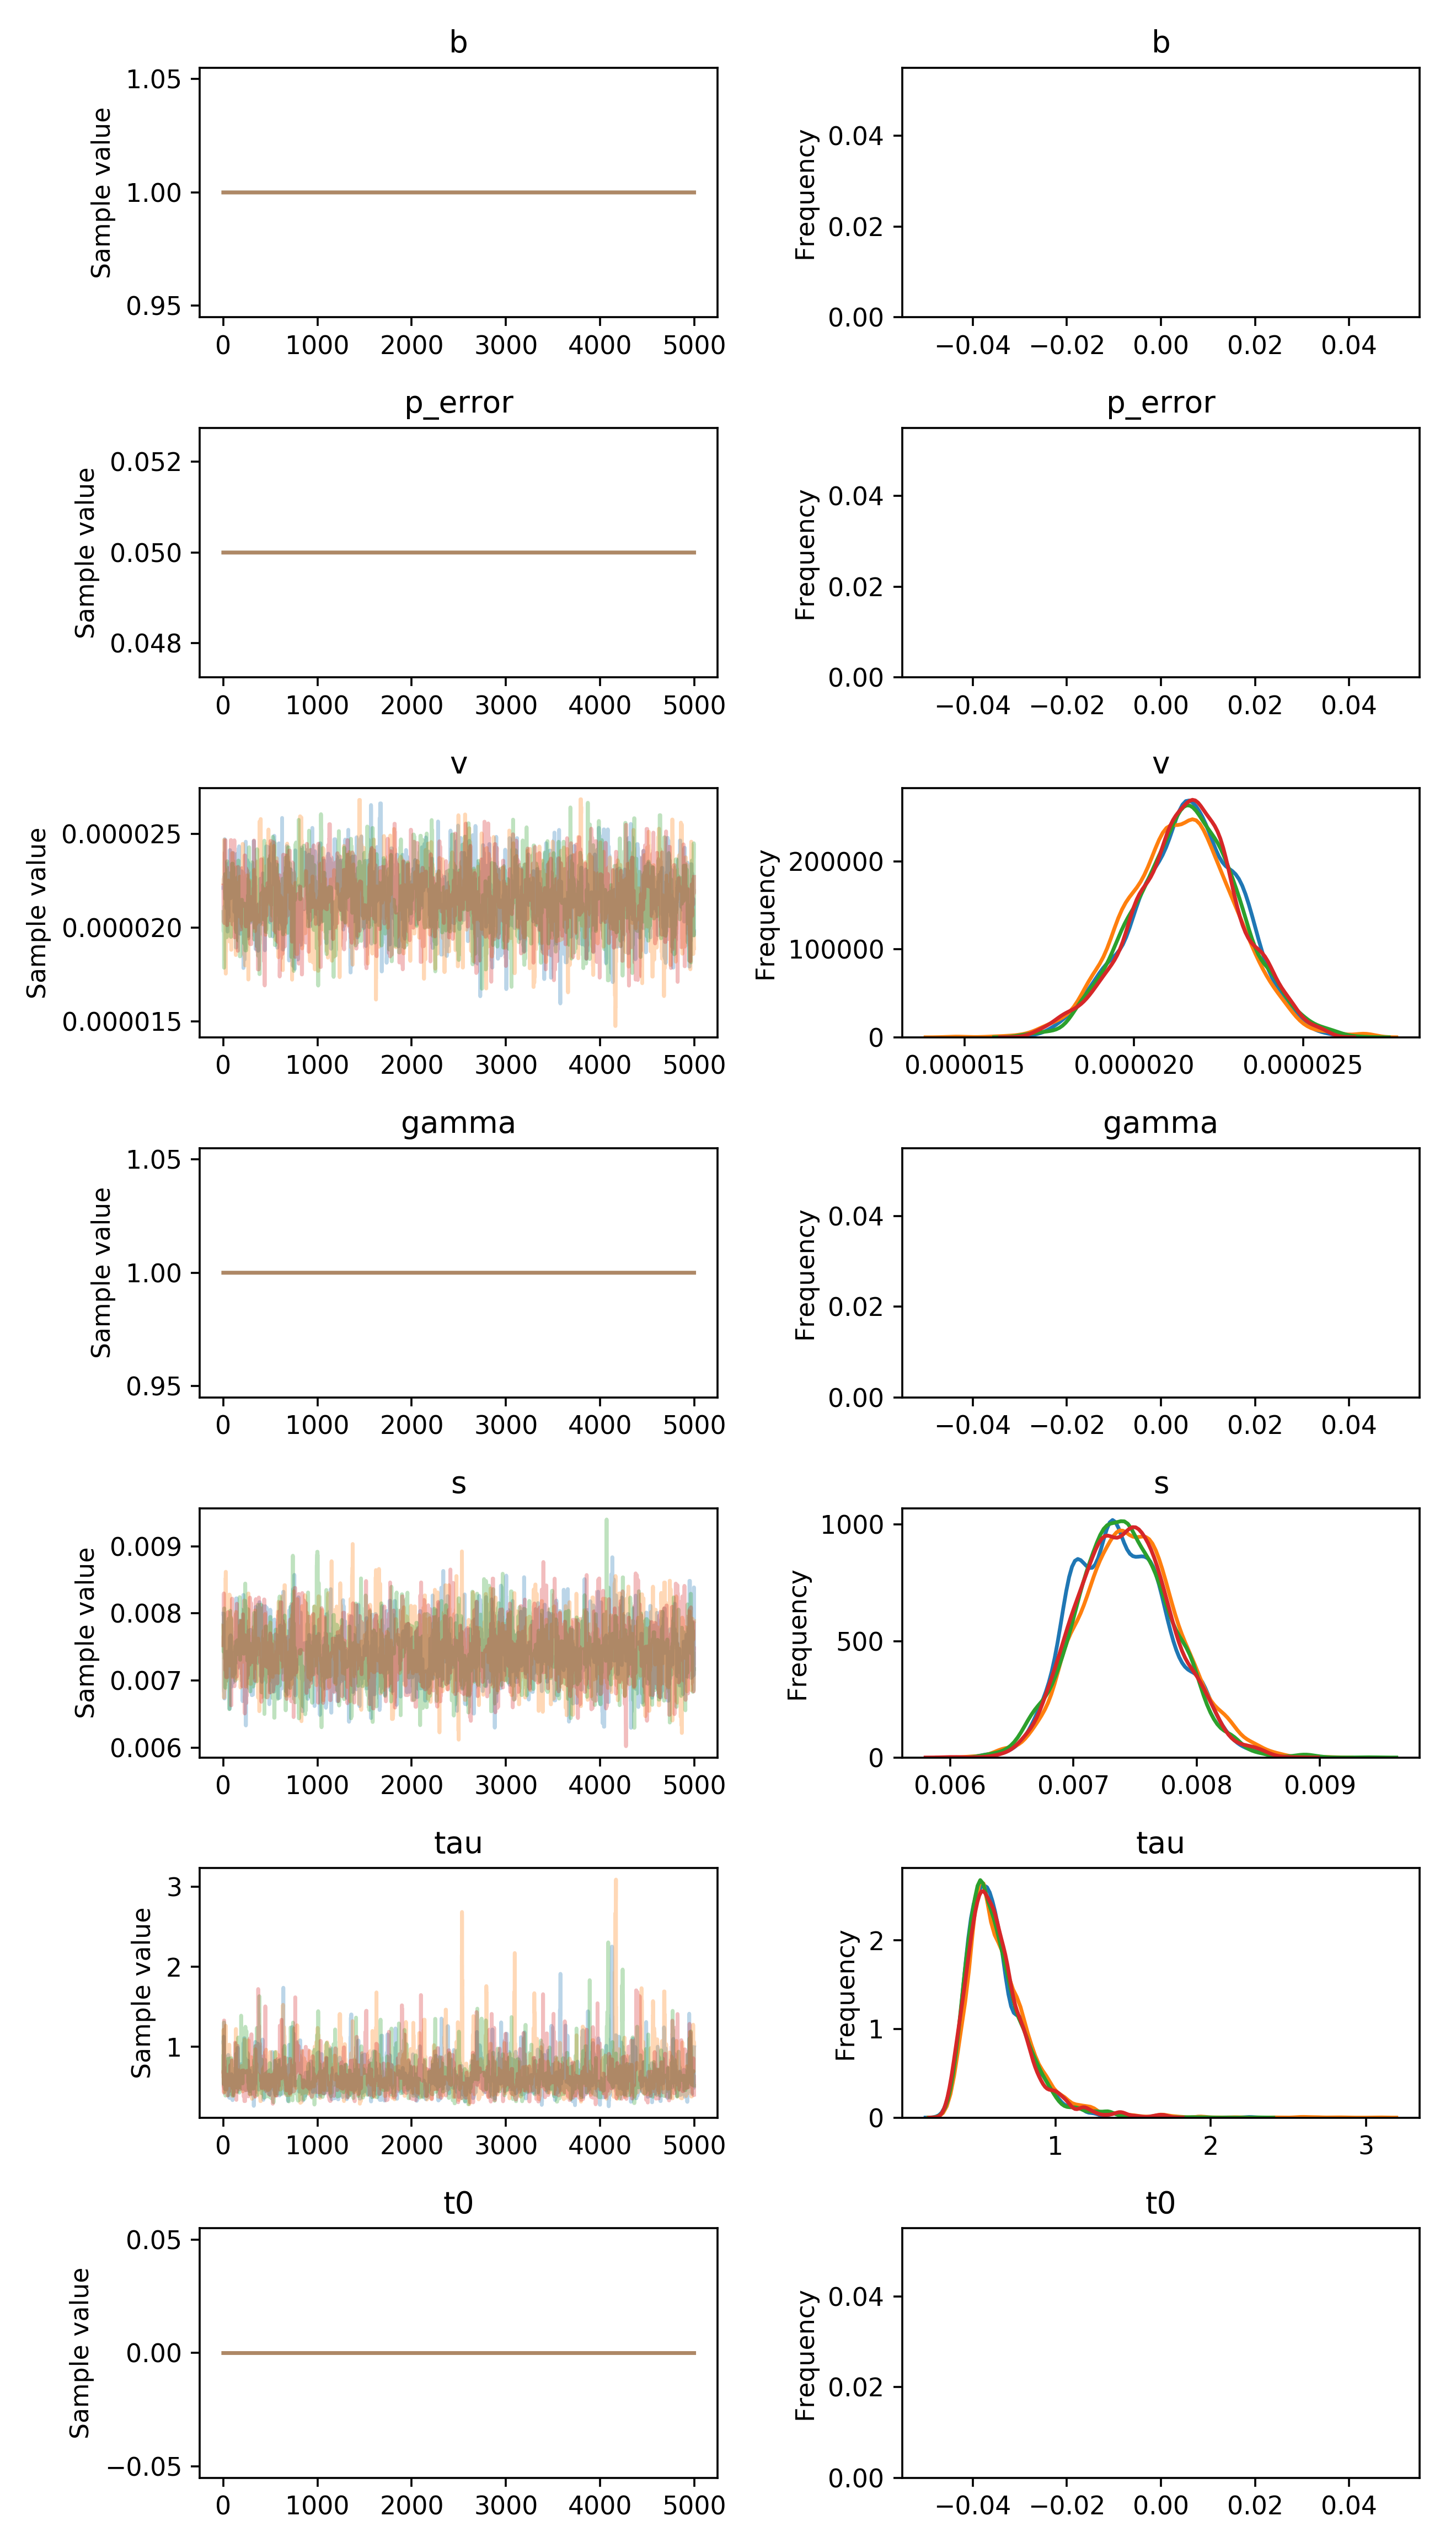 b
Sample value
1.05
1.00
0.95
0 1000 2000 3000 4000 5000
b
Frequency
0.04
0.02
0.00
−0.04 −0.02 0.00 0.02 0.04
p_error
Sample value
0.052
0.050
0.048
0 1000 2000 3000 4000 5000
p_error
Frequency
0.04
0.02
0.00
−0.04 −0.02 0.00 0.02 0.04
v
Sample value
0.000025
0.000020
0.000015
0 1000 2000 3000 4000 5000
v
Frequency
200000
100000
0
0.000015 0.000020 0.000025
gamma
Sample value
1.05
1.00
0.95
0 1000 2000 3000 4000 5000
gamma
Frequency
0.04
0.02
0.00
−0.04 −0.02 0.00 0.02 0.04
s
Sample value
0.009
0.008
0.007
0.006
0 1000 2000 3000 4000 5000
s
Frequency
1000
500
0
0.006 0.007 0.008 0.009
tau
Sample value
3
2
1
0 1000 2000 3000 4000 5000
tau
Frequency
2
1
0
1 2 3
t0
Sample value
0.05
0.00
−0.05
0 1000 2000 3000 4000 5000
t0
Frequency
0.04
0.02
0.00
−0.04 −0.02 0.00 0.02 0.04